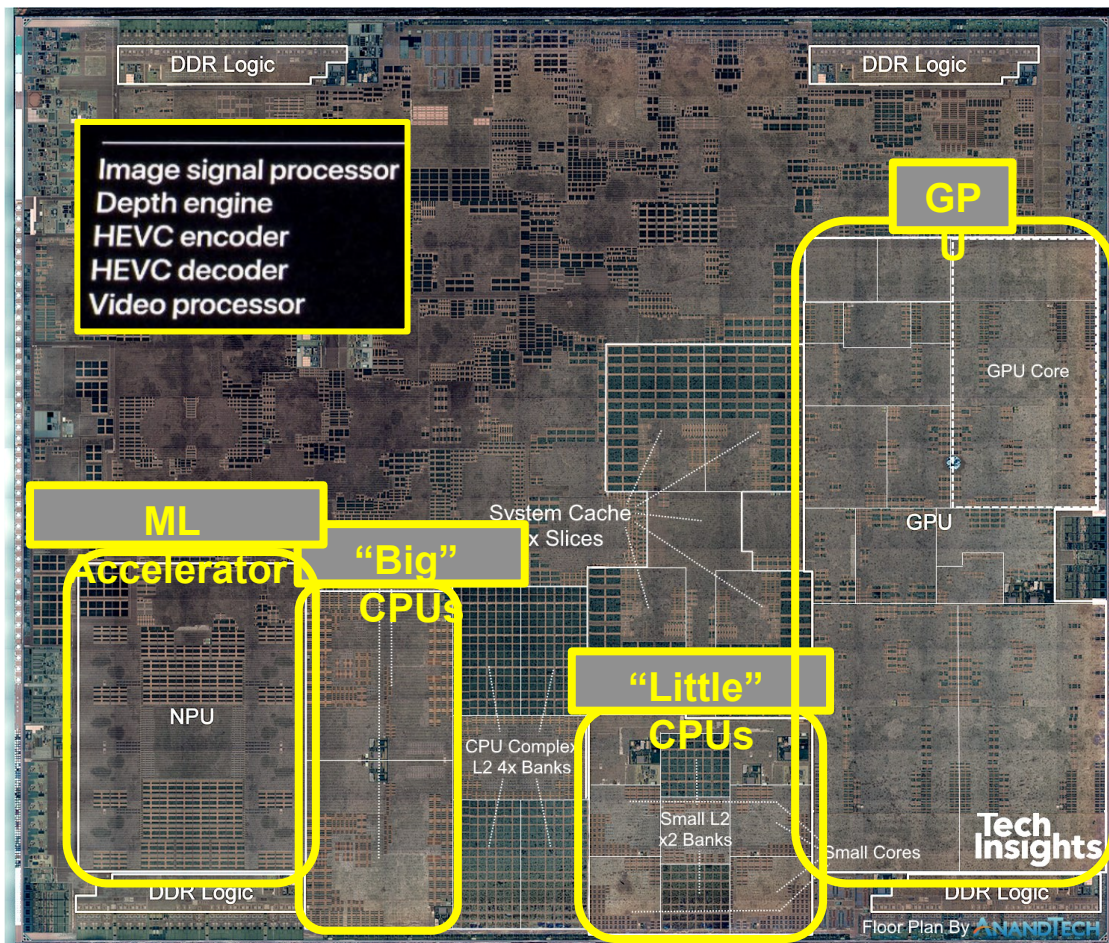 DDR Logic
DDR Logic
Image signal processor
Depth engine
HEVC encoder
HEVC decoder
Video processor
GP
GPU Core
ML
Accelerator
System Cache
x Slices
GPU
“Big”
CPUs
“Little”
CPUs
NPU
CPU Complex
L2 4x Banks
Small L2
x2 Banks
Small Cores
Tech
Insights
DDR Logic
DDR Logic
Floor Plan By ANANDTECH